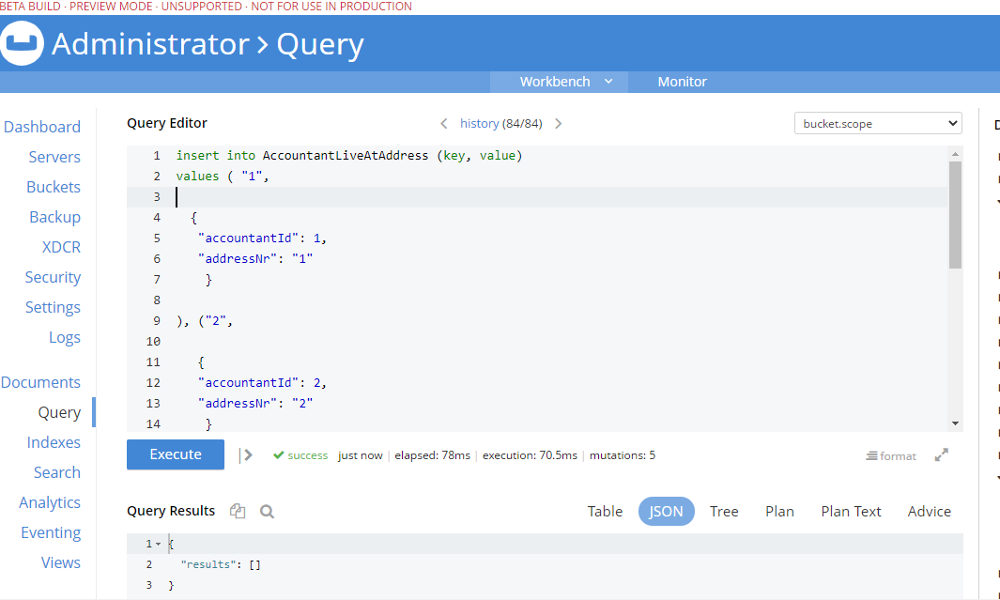 BETA BUILD · PREVIEW MODE · UNSUPPORTED · NOT FOR USE IN PRODUCTION
Administrator > Query
Workbench Monitor
Dashboard
Servers
Buckets
Backup
XDCR
Security
Settings
Logs
Documents
Query
Indexes
Search
Analytics
Eventing
Views
Query Editor < history (84/84) > bucket.scope
1 insert into AccountantLiveAtAddress (key, value)
2 values ( "1",
3
4 {
5 "accountantId": 1,
6 "addressNr": "1"
7 }
8
9 ), ("2",
10
11 {
12 "accountantId": 2,
13 "addressNr": "2"
14 }
Execute success just now | elapsed: 78ms | execution: 70.5ms | mutations: 5 format
Query Results Table JSON Tree Plan Plan Text Advice
1 {
2 "results": []
3 }